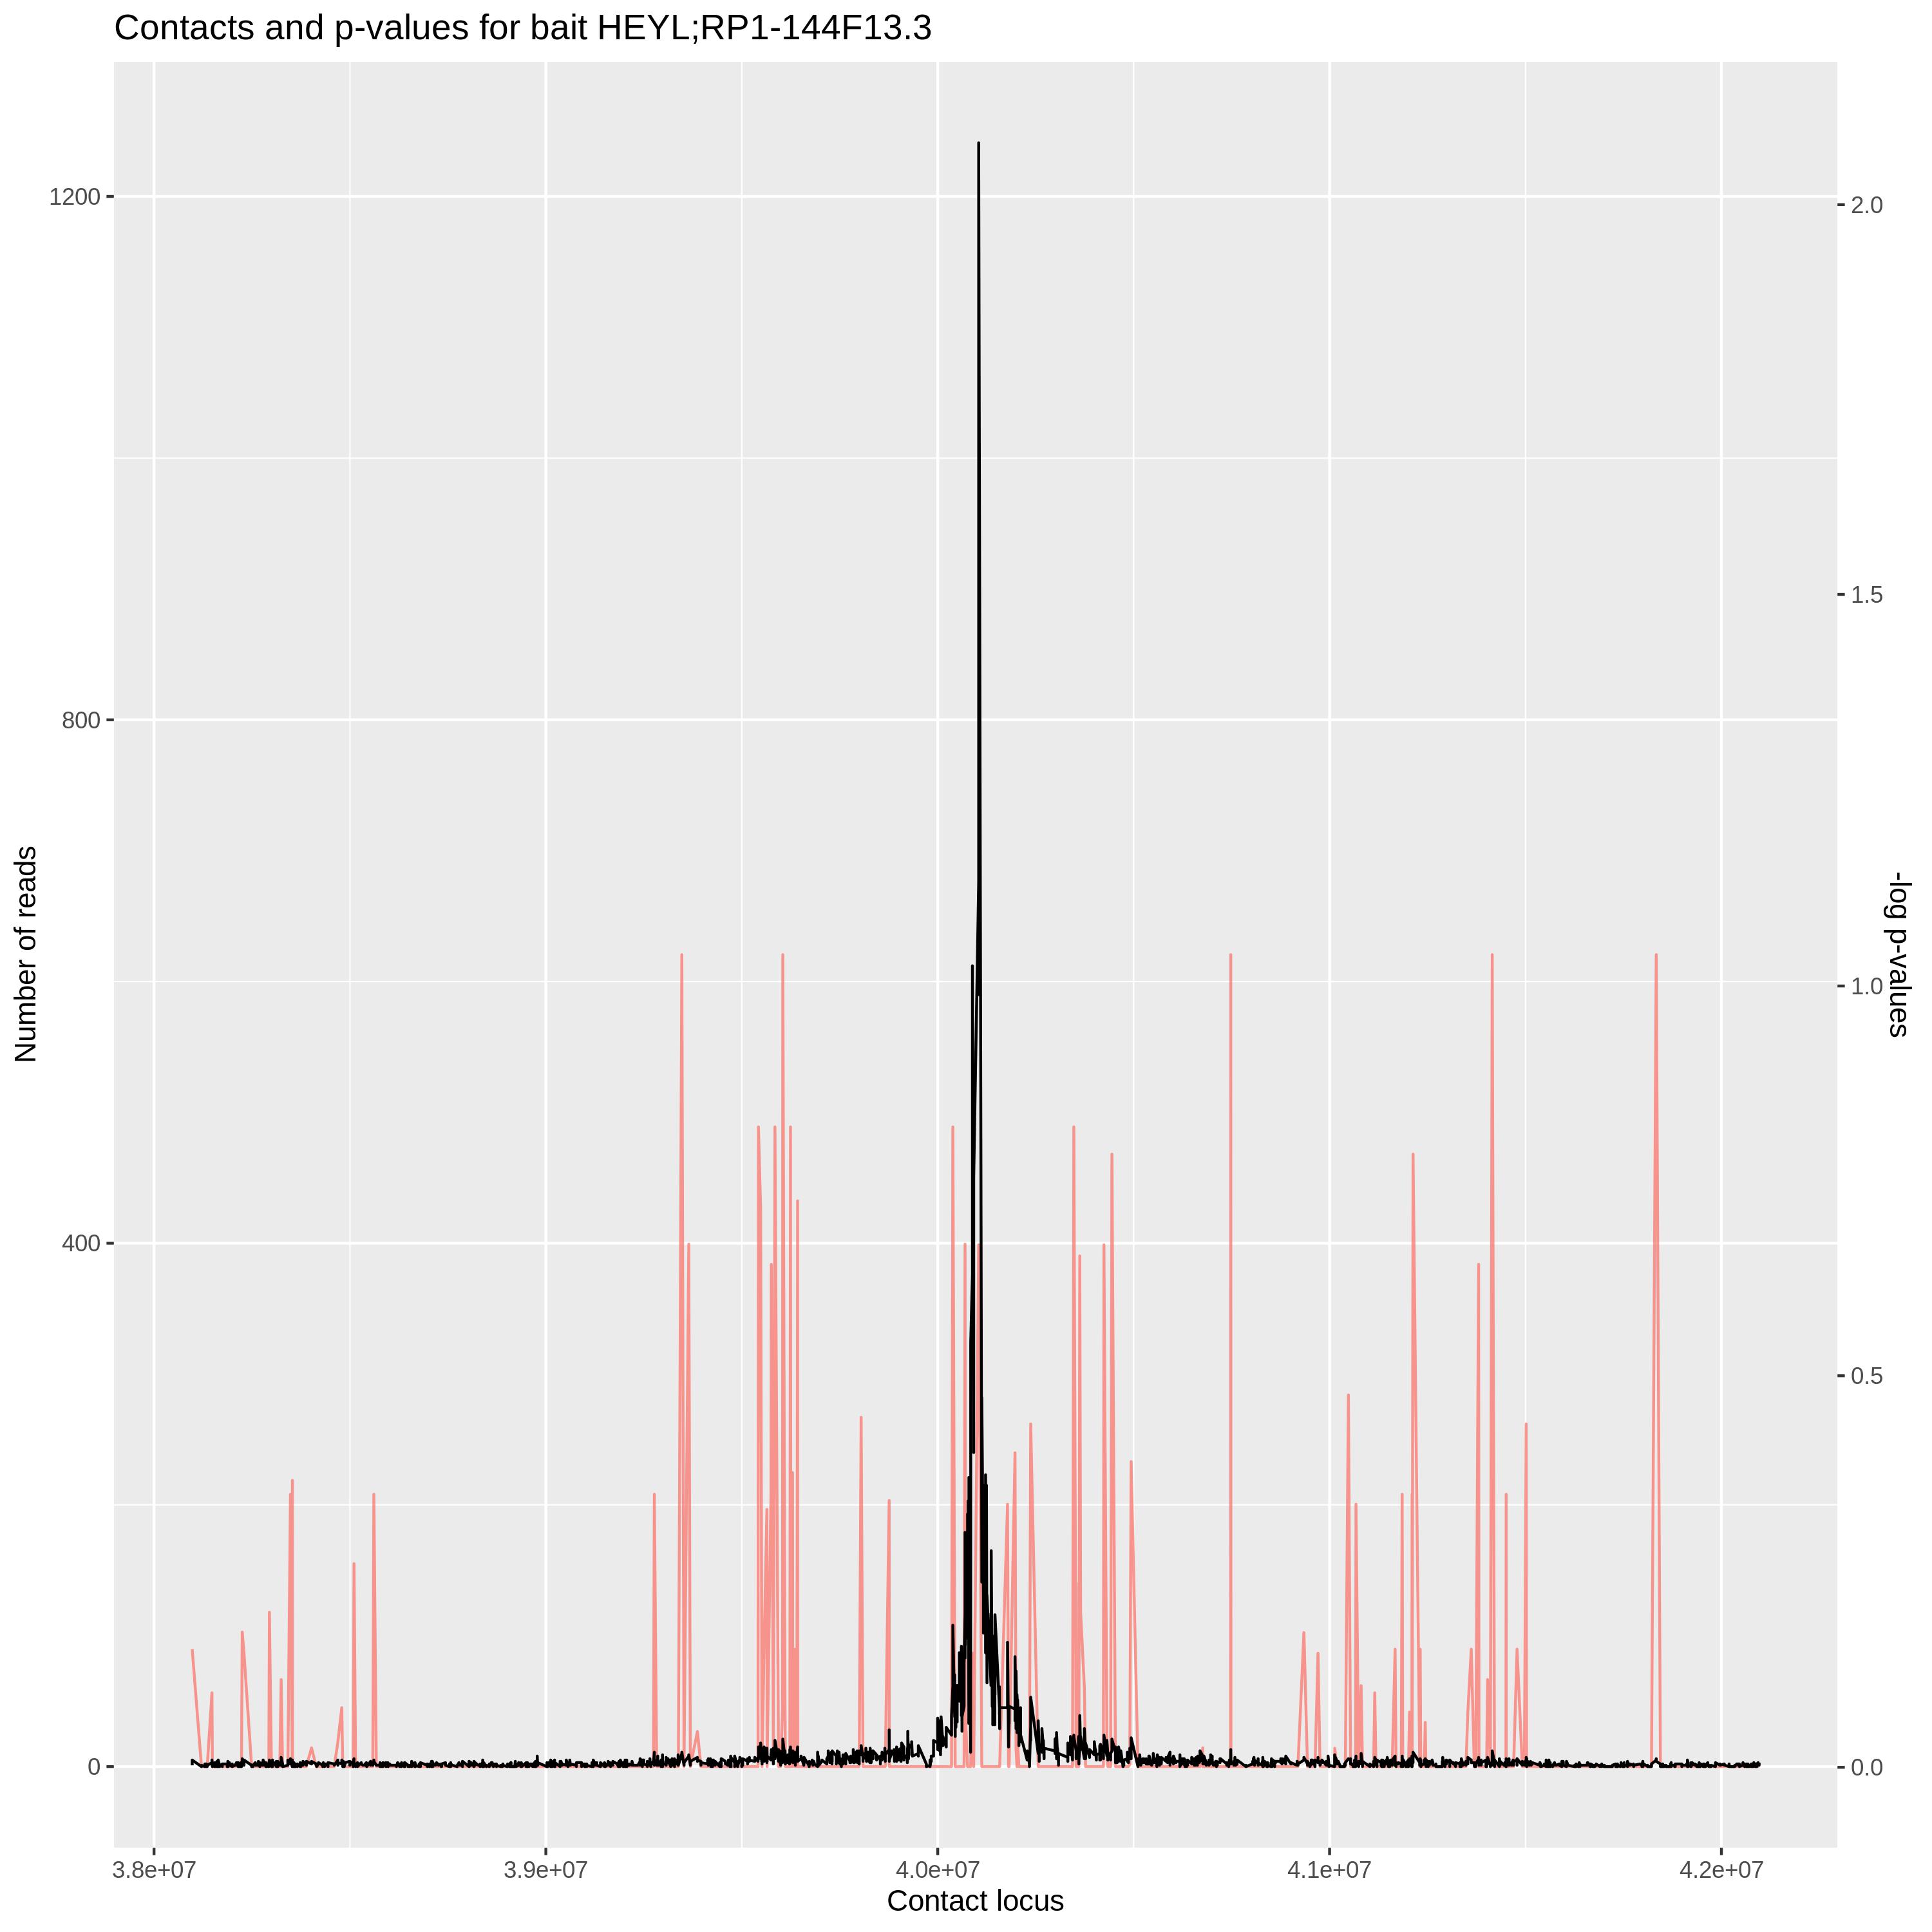 Contacts and p-values for bait HEYL;RP1-144F13.3
1200
800
400
0
Number of reads
2.0
1.5
1.0
0.5
0.0
-log p-values
3.8e+07
3.9e+07
4.0e+07
4.1e+07
4.2e+07
Contact locus